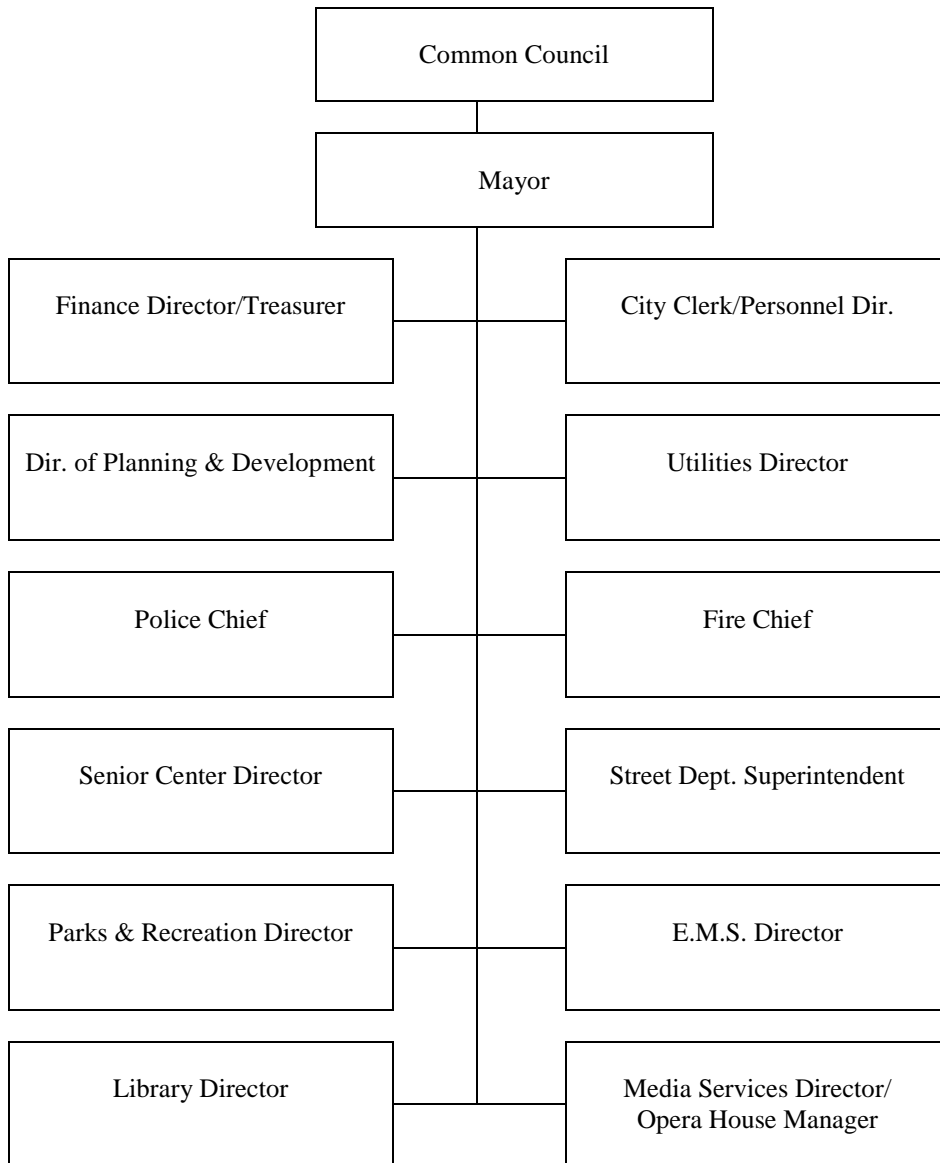 Common Council
Mayor
Finance Director/Treasurer
City Clerk/Personnel Dir.
Dir. of Planning & Development
Utilities Director
Police Chief
Fire Chief
Senior Center Director
Street Dept. Superintendent
Parks & Recreation Director
E.M.S. Director
Library Director
Media Services Director/
Opera House Manager